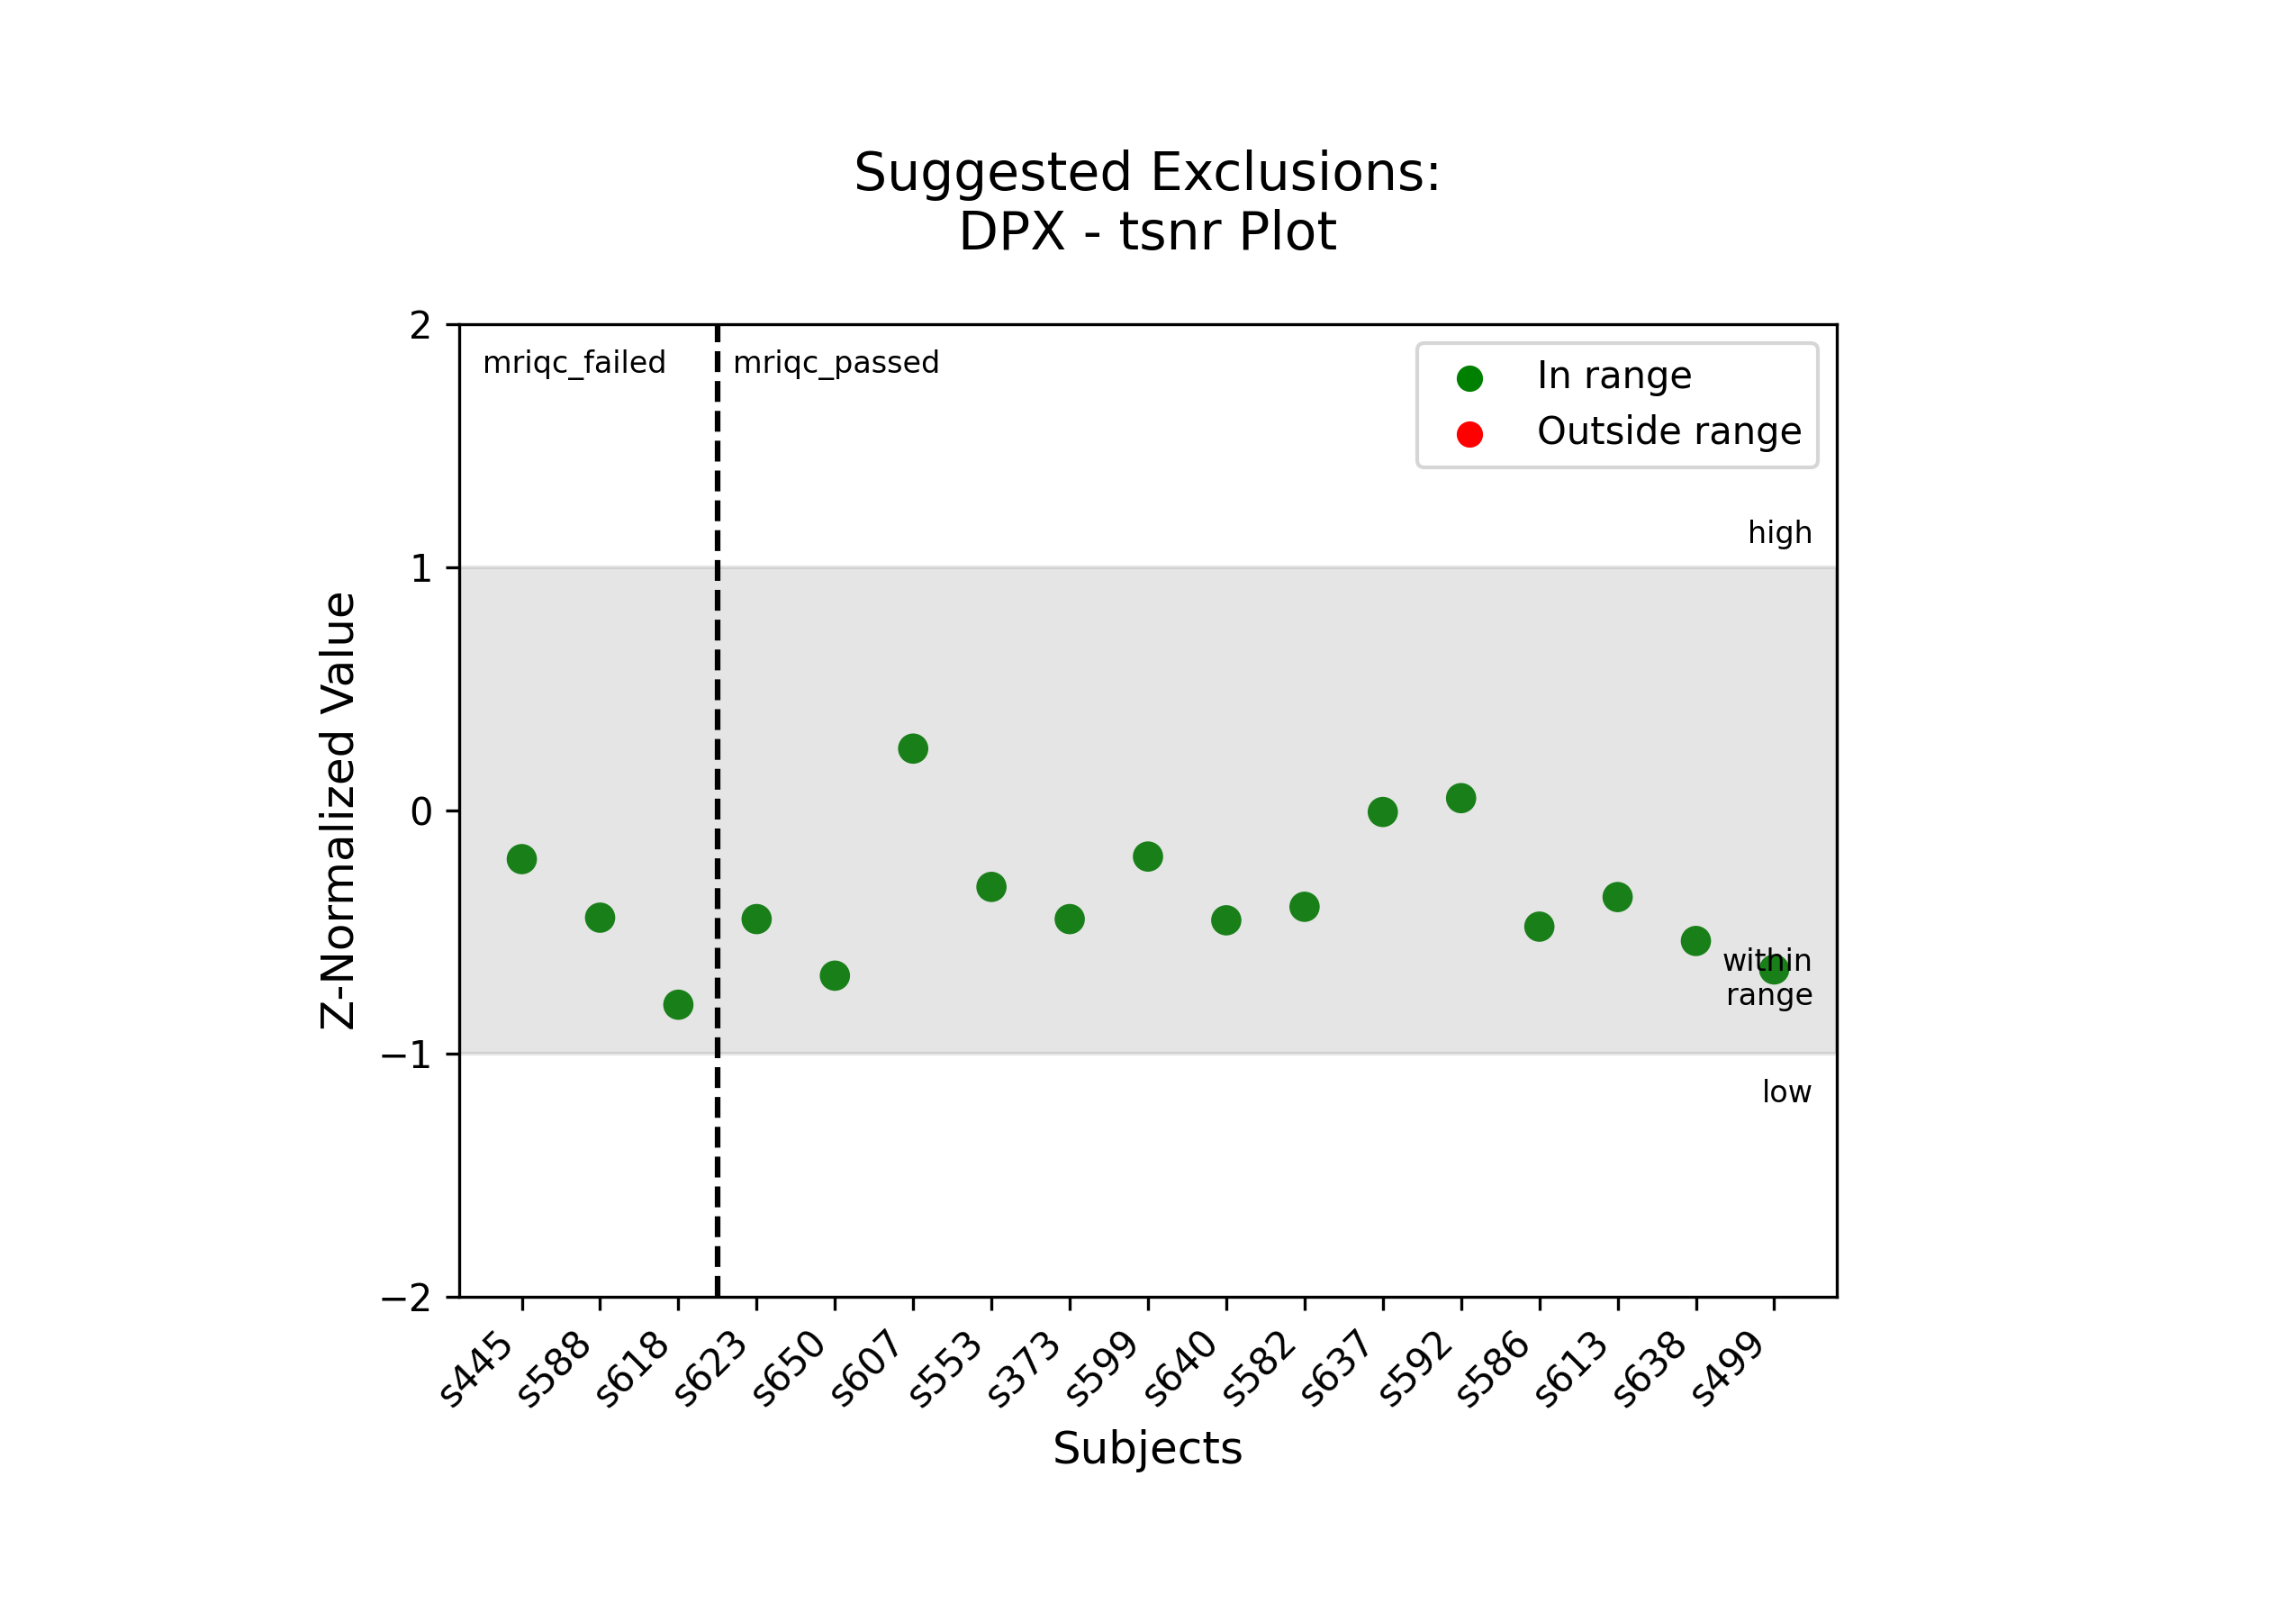 Suggested Exclusions:
DPX - tsnr Plot
mriqc_failed
mriqc_passed
In range
Outside range
high
within
range
low
Z-Normalized Value
2
1
0
−1
−2
s445
s588
s618
s623
s650
s607
s553
s373
s599
s640
s582
s637
s592
s586
s613
s638
s499
Subjects